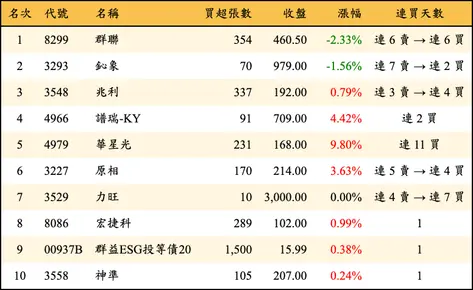 名次 代號 名稱 買超張數 收盤 漲幅 連買天數
1 8299 群聯 354 460.50 -2.33% 連 6 賣 → 連 6 買
2 3293 鈊象 70 979.00 -1.56% 連 7 賣 → 連 2 買
3 3548 兆利 337 192.00 0.79% 連 3 賣 → 連 4 買
4 4966 譜瑞-KY 91 709.00 4.42% 連 2 買
5 4979 華星光 231 168.00 9.80% 連 11 買
6 3227 原相 170 214.00 3.63% 連 5 賣 → 連 4 買
7 3529 力旺 10 3,000.00 0.00% 連 4 賣 → 連 7 買
8 8086 宏捷科 289 102.00 0.99% 1
9 00937B 群益ESG投等債20 1,500 15.99 0.38% 1
10 3558 神準 105 207.00 0.24% 1